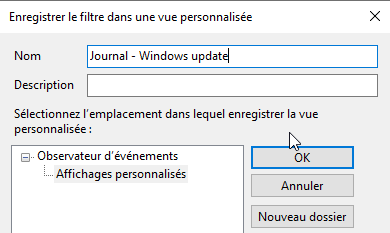 Enregistrer le filtre dans une vue personnalisée
Nom
Journal - Windows update
Description
Sélectionnez l'emplacement dans lequel enregistrer la vue
personnalisée :
Observateur d'événements
Affichages personnalisés
OK
Annuler
Nouveau dossier